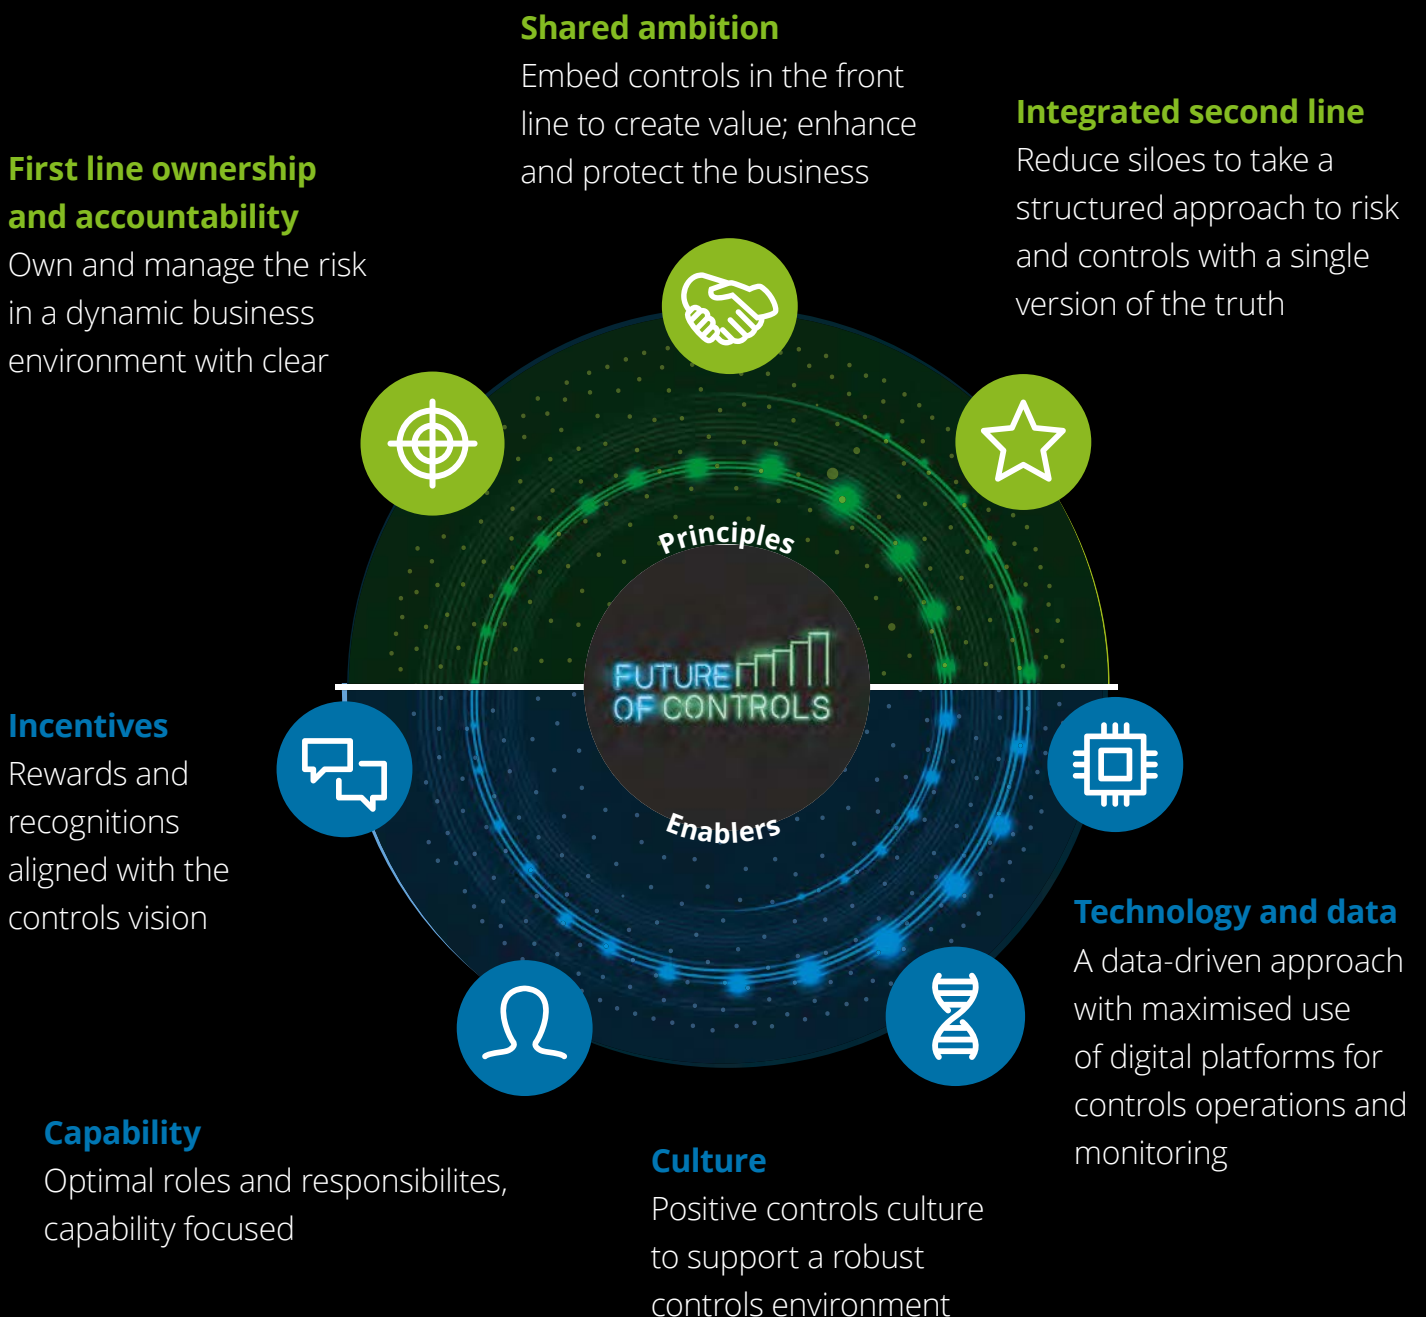 Shared ambition
Embed controls in the front
line to create value; enhance
and protect the business
Integrated second line
Reduce siloes to take a
structured approach to risk
and controls with a single
version of the truth
First line ownership
and accountability
Own and manage the risk
in a dynamic business
environment with clear
Principles
FUTURE
OF CONTROLS
Enablers
Incentives
Rewards and
recognitions
aligned with the
controls vision
Technology and data
A data-driven approach
with maximised use
of digital platforms for
controls operations and
monitoring
Capability
Optimal roles and responsibilites,
capability focused
Culture
Positive controls culture
to support a robust
controls environment